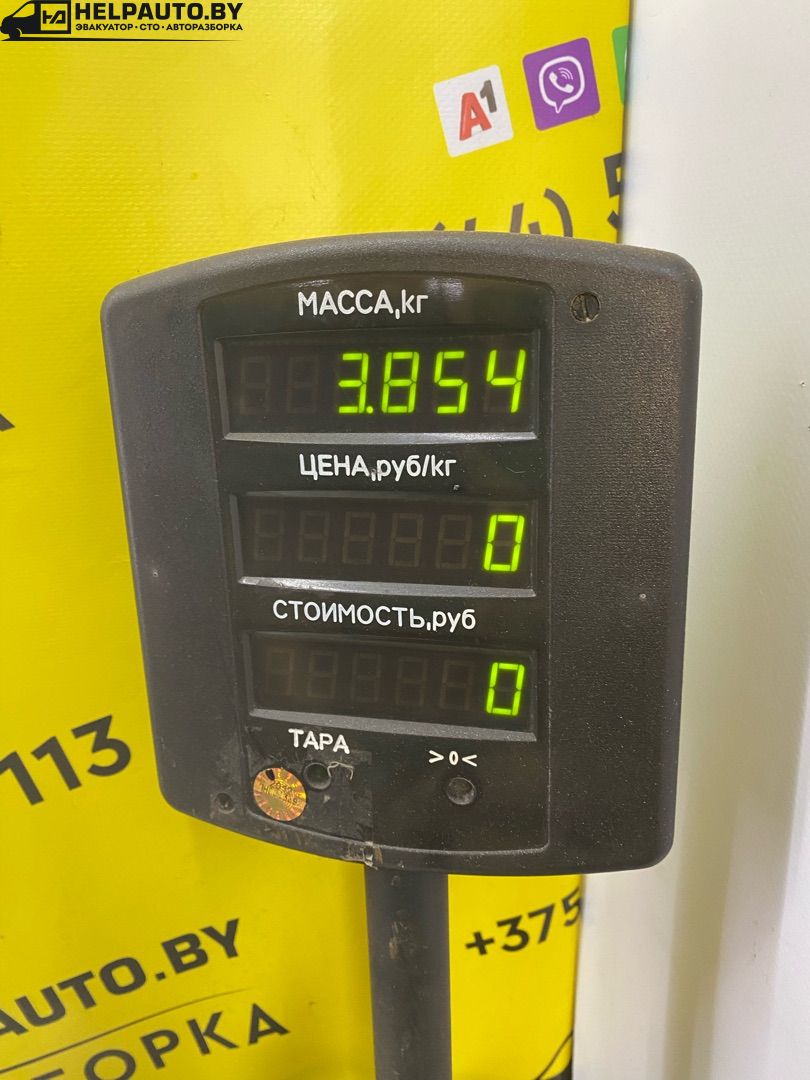 HELPAUTO.BY
ЭВАКУАТОР • СТО • АВТОРАЗБОРКА
A1
МАССА,кг
3.854
ЦЕНА,руб/кг
0
СТОИМОСТЬ,руб
0
ТАРА
>0<
113
+375
AUTO.BY
БОРКА